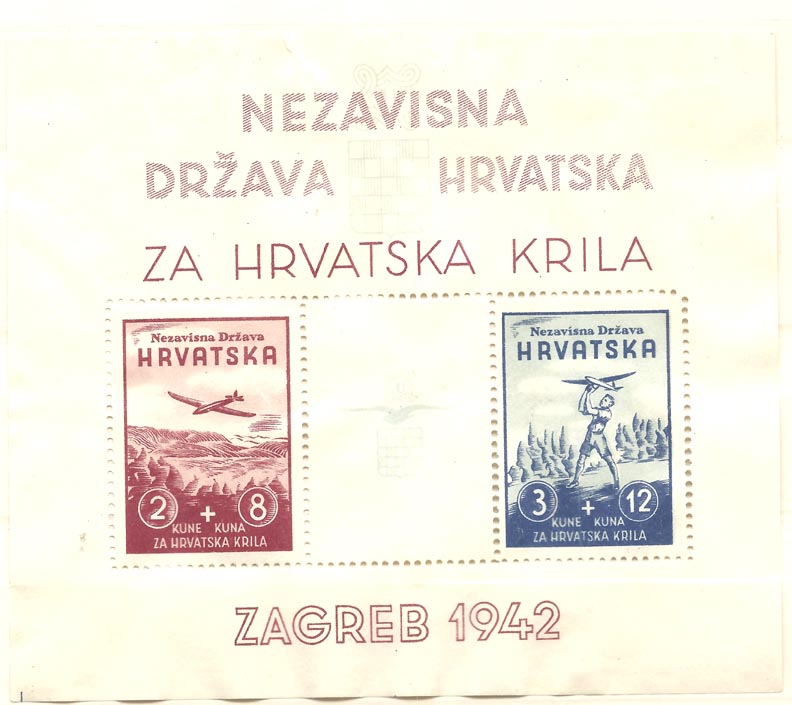 NEZAVISNA
DRŽAVA HRVATSKA
ZA HRVATSKA KRILA
Nezavisna Država
HRVATSKA
2 + 8
KUNE KUNA
ZA HRVATSKA KRILA
Nezavisna Država
HRVATSKA
3 + 12
KUNE KUNA
ZA HRVATSKA KRILA
ZAGREB 1942